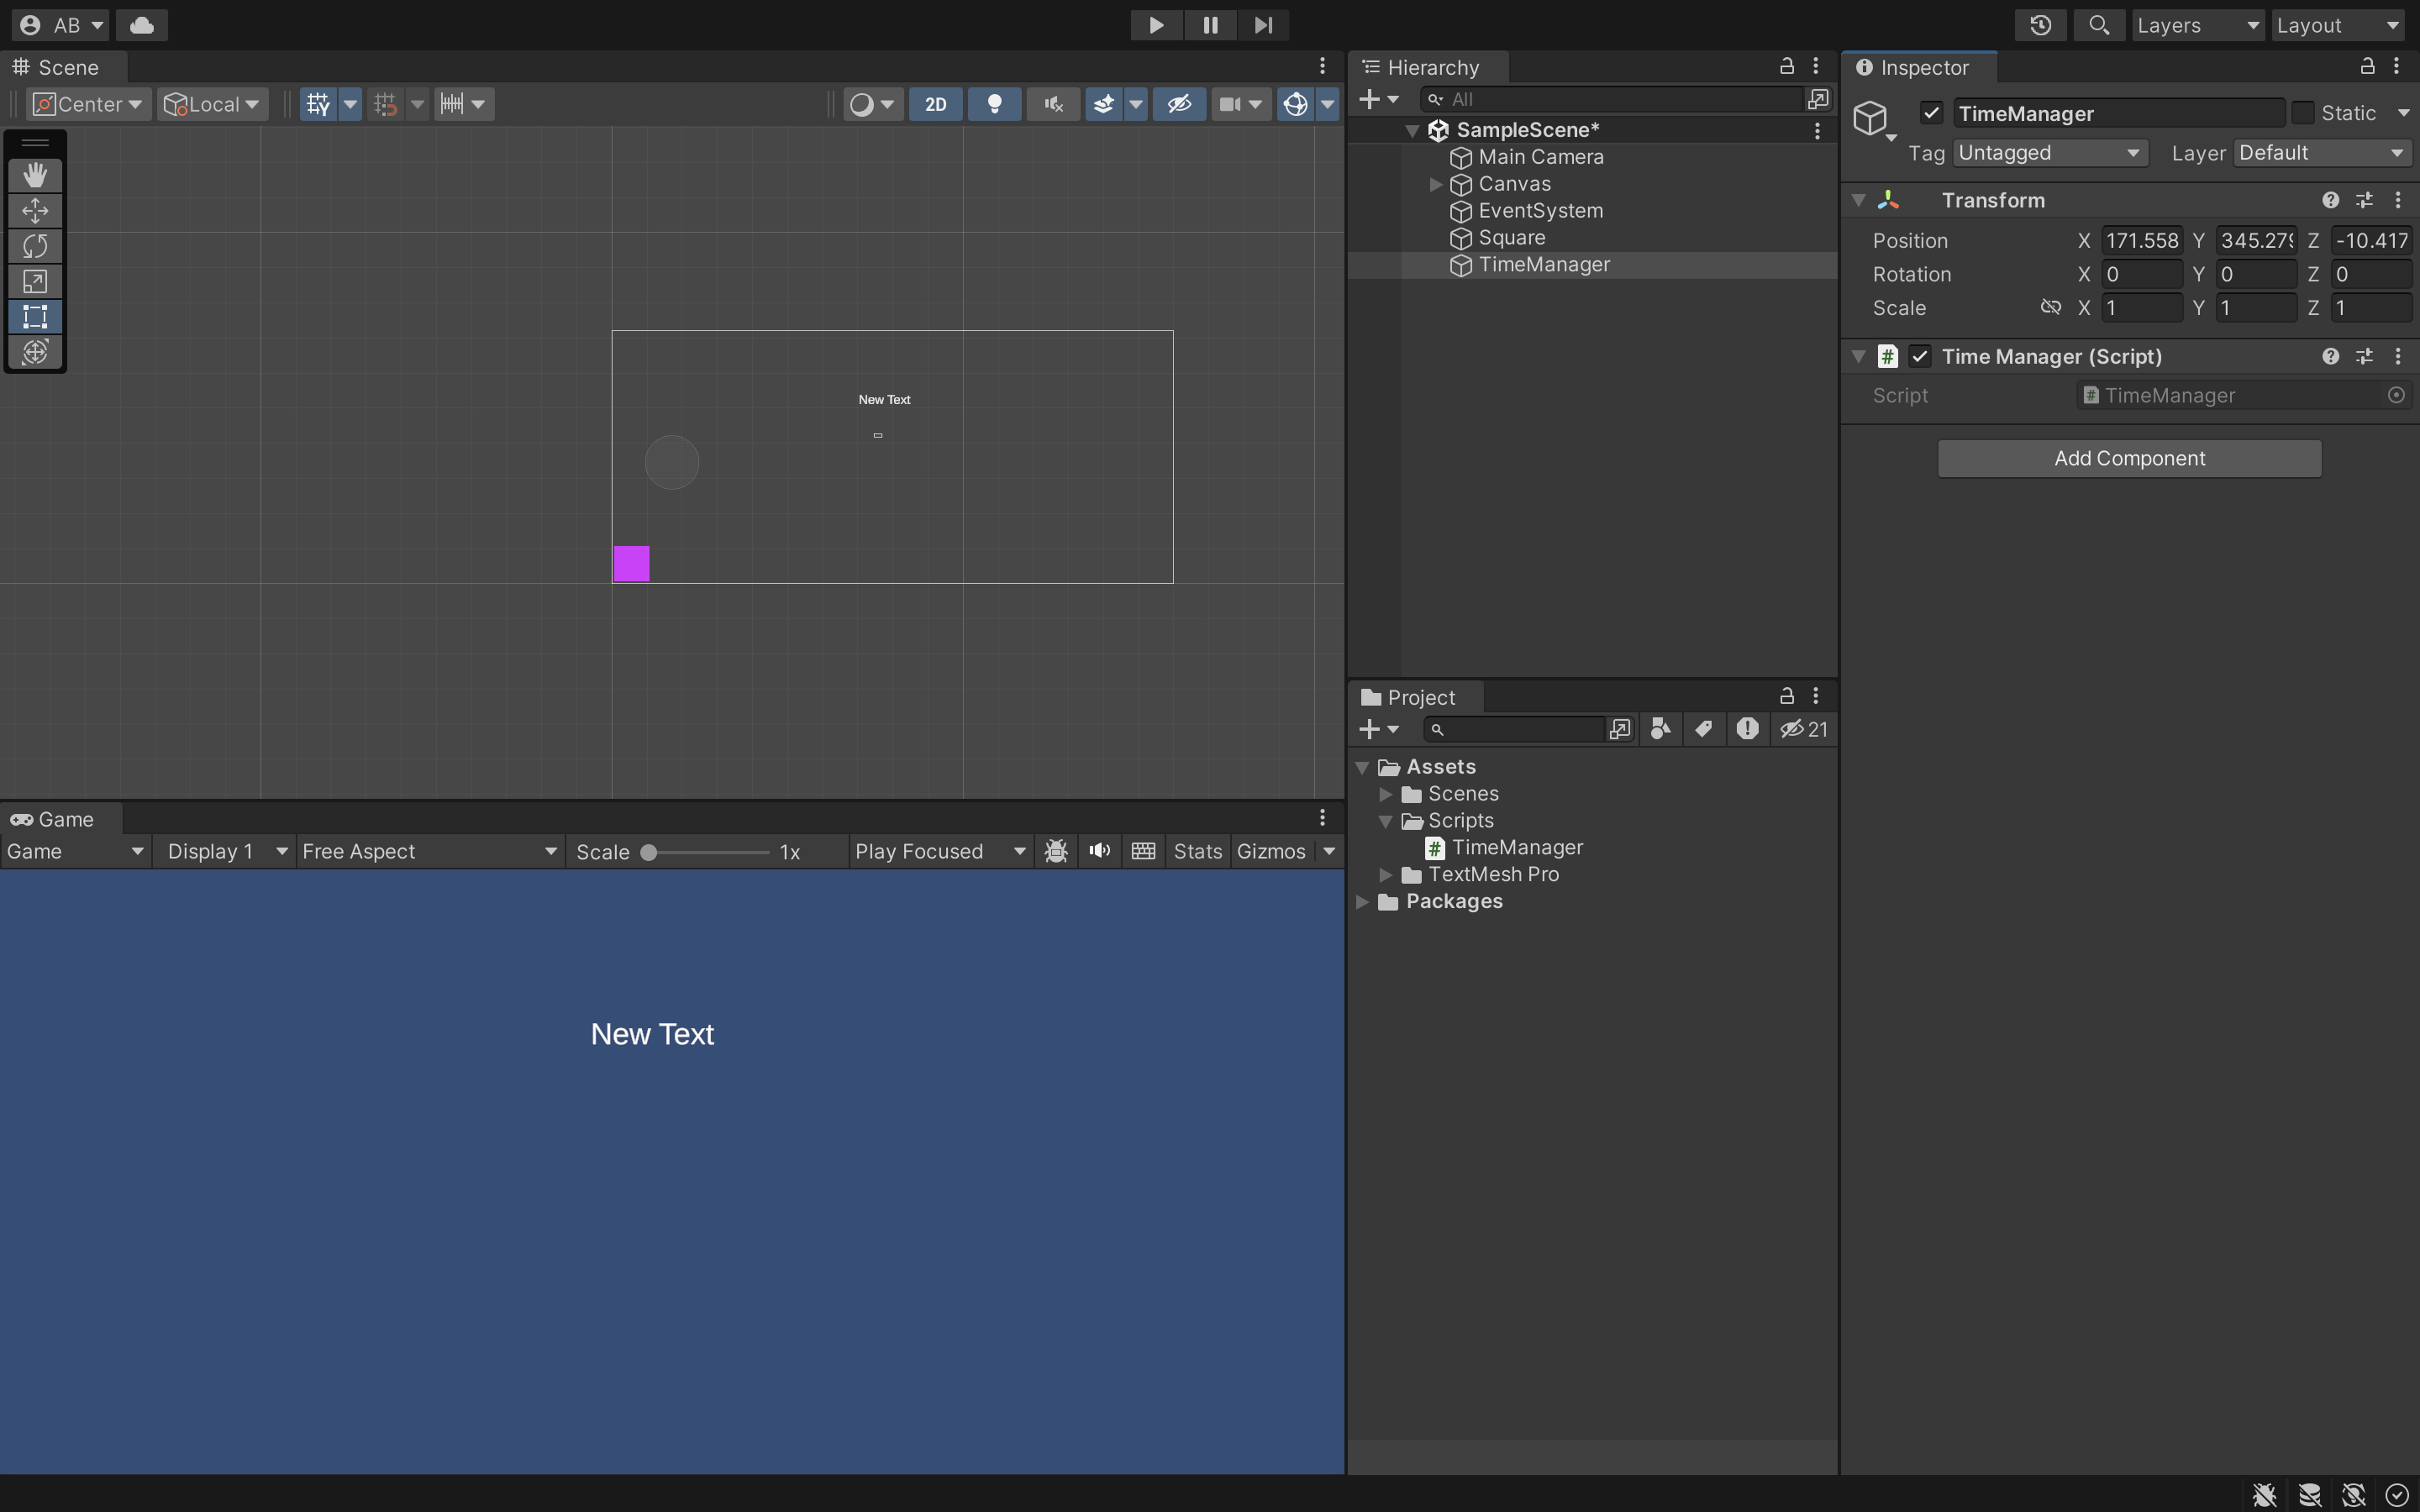 AB
Layers
Layout
Scene
Center
Local
2D
New Text
Hierarchy
All
SampleScene*
Main Camera
Canvas
EventSystem
Square
TimeManager
Inspector
TimeManager
Static
Tag
Untagged
Layer
Default
Transform
Position
X
171.558
Y
345.279
Z
-10.417
Rotation
X
0
Y
0
Z
0
Scale
X
1
Y
1
Z
1
#
Time Manager (Script)
Script
# TimeManager
Add Component
Project
21
Assets
Scenes
Scripts
# TimeManager
TextMesh Pro
Packages
Game
Game
Display 1
Free Aspect
Scale
1x
Play Focused
Stats
Gizmos
New Text